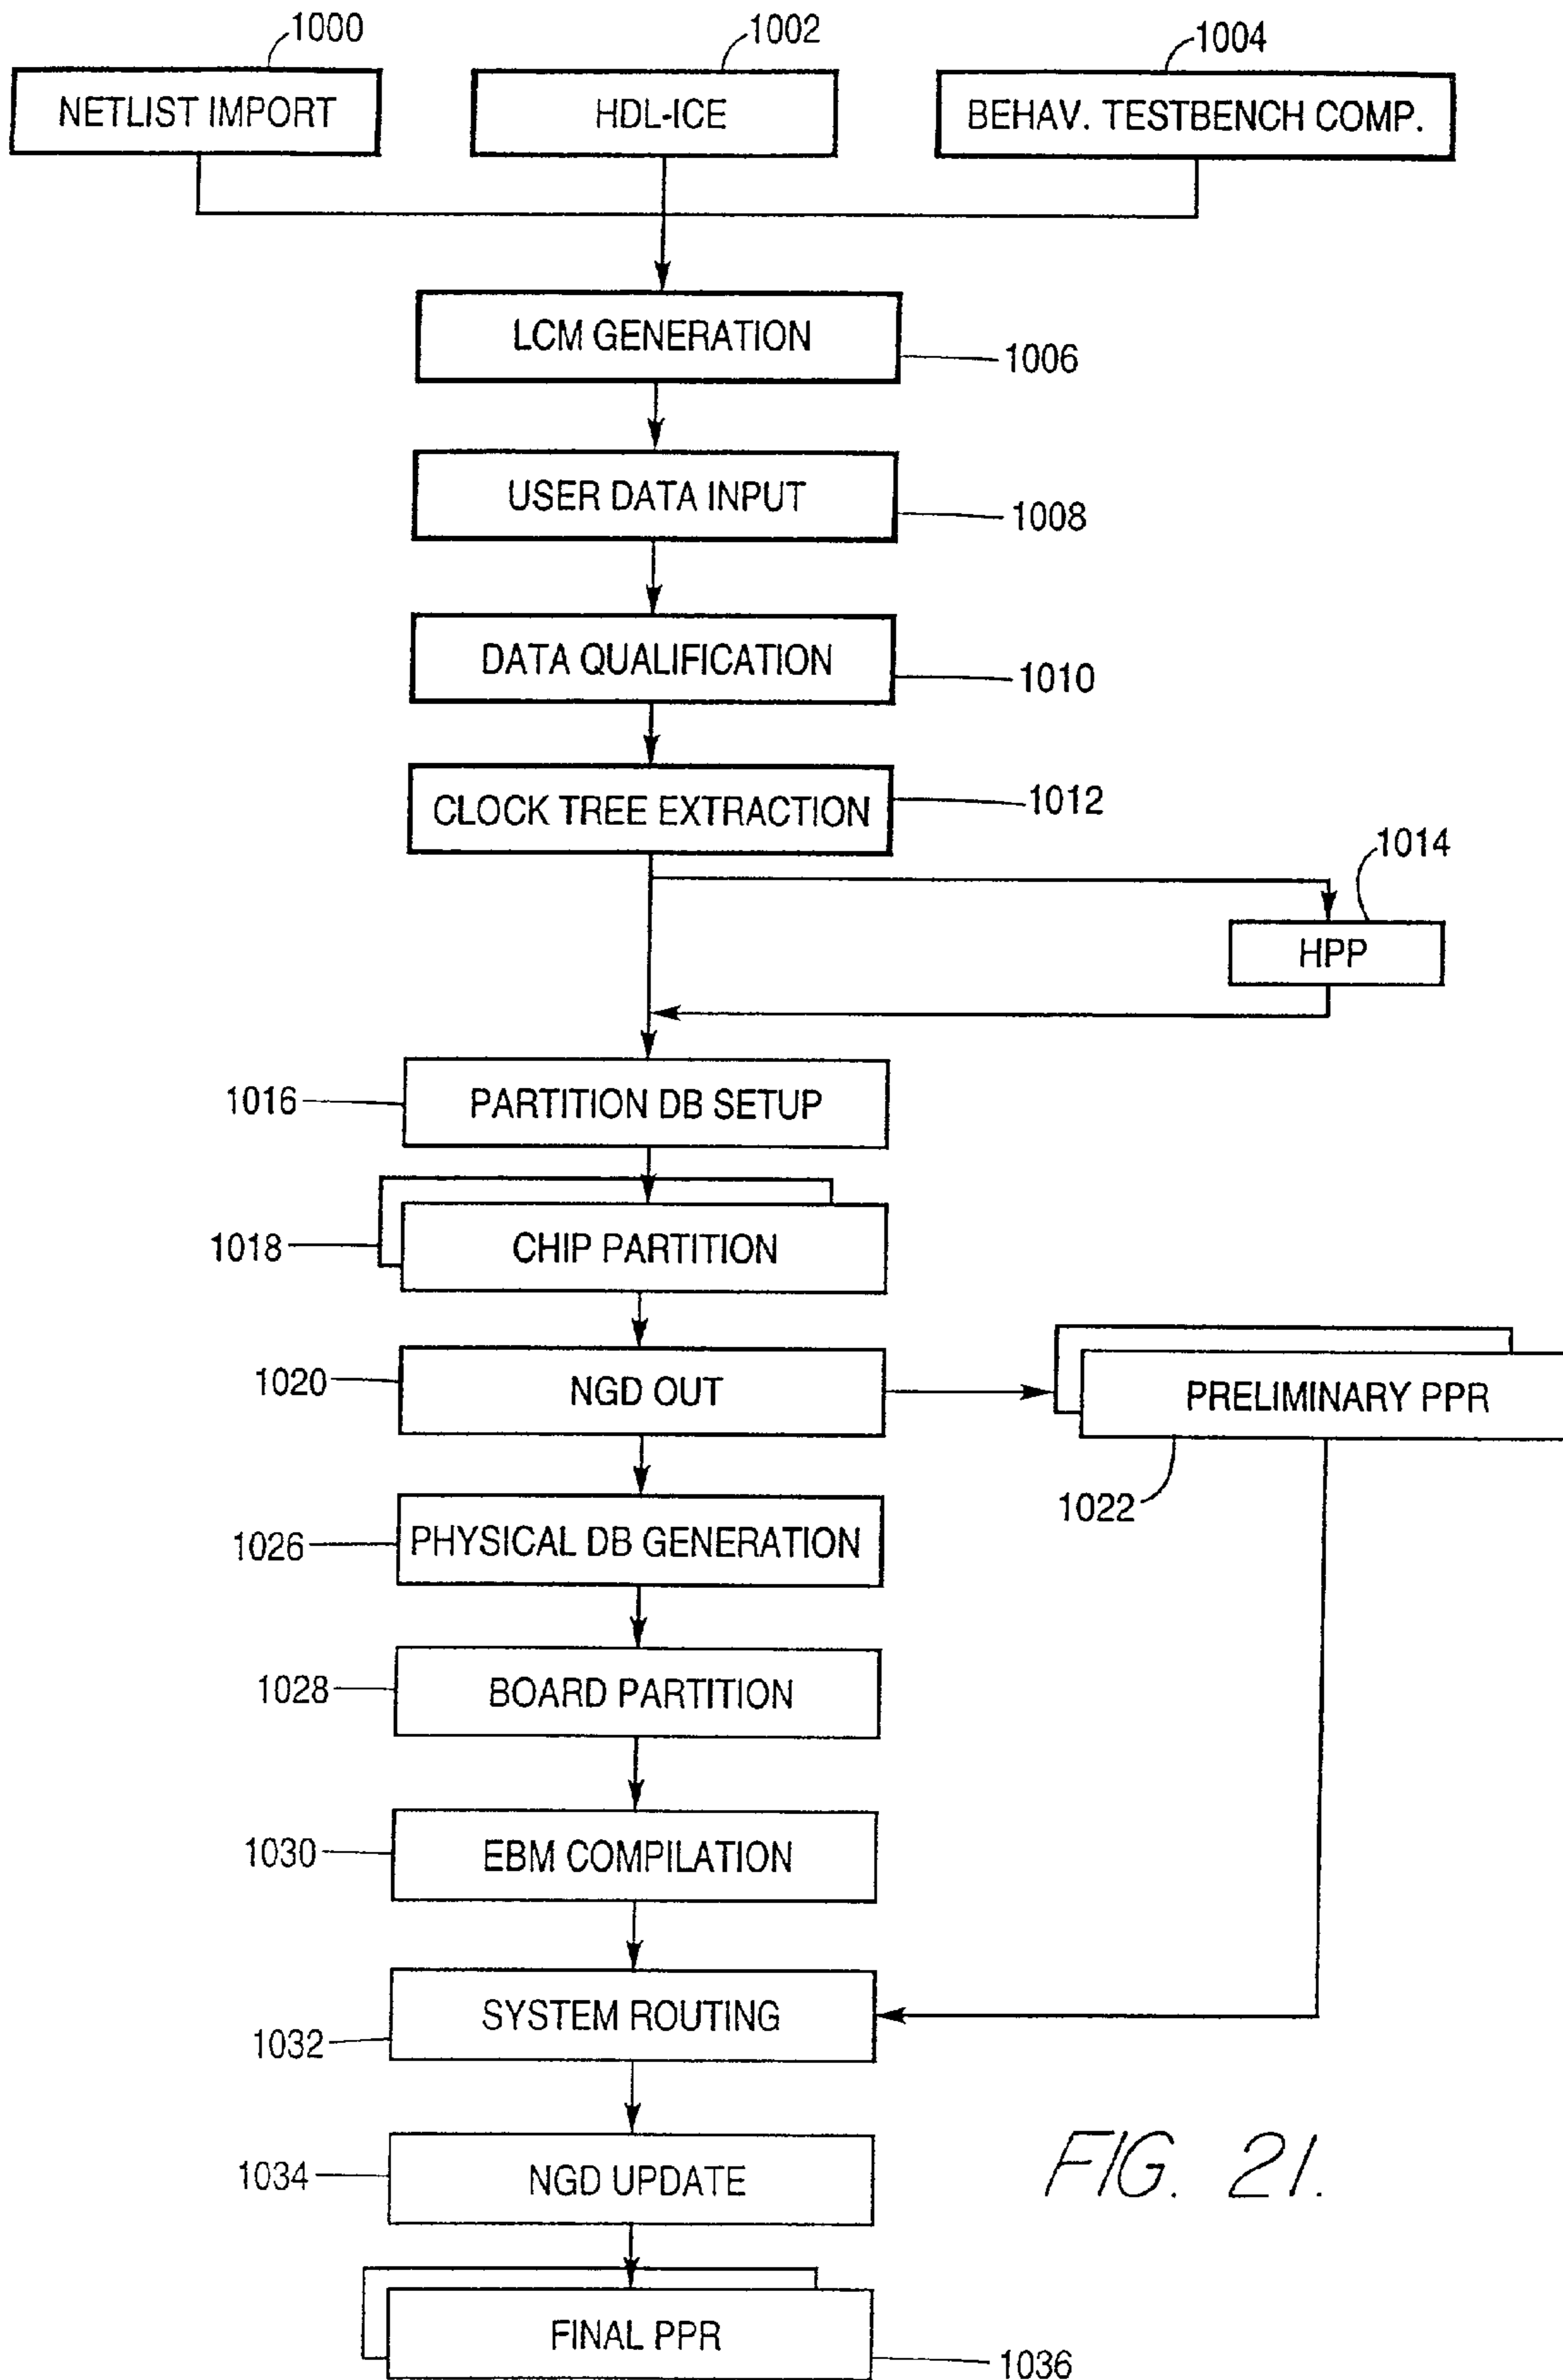 1000
1002
1004
NETLIST IMPORT
HDL-ICE
BEHAV. TESTBENCH COMP.
LCM GENERATION
1006
USER DATA INPUT
1008
DATA QUALIFICATION
1010
CLOCK TREE EXTRACTION
1012
1014
HPP
1016
PARTITION DB SETUP
1018
CHIP PARTITION
1020
NGD OUT
PRELIMINARY PPR
1022
1026
PHYSICAL DB GENERATION
1028
BOARD PARTITION
1030
EBM COMPILATION
SYSTEM ROUTING
1032
1034
NGD UPDATE
FIG. 21.
FINAL PPR
1036